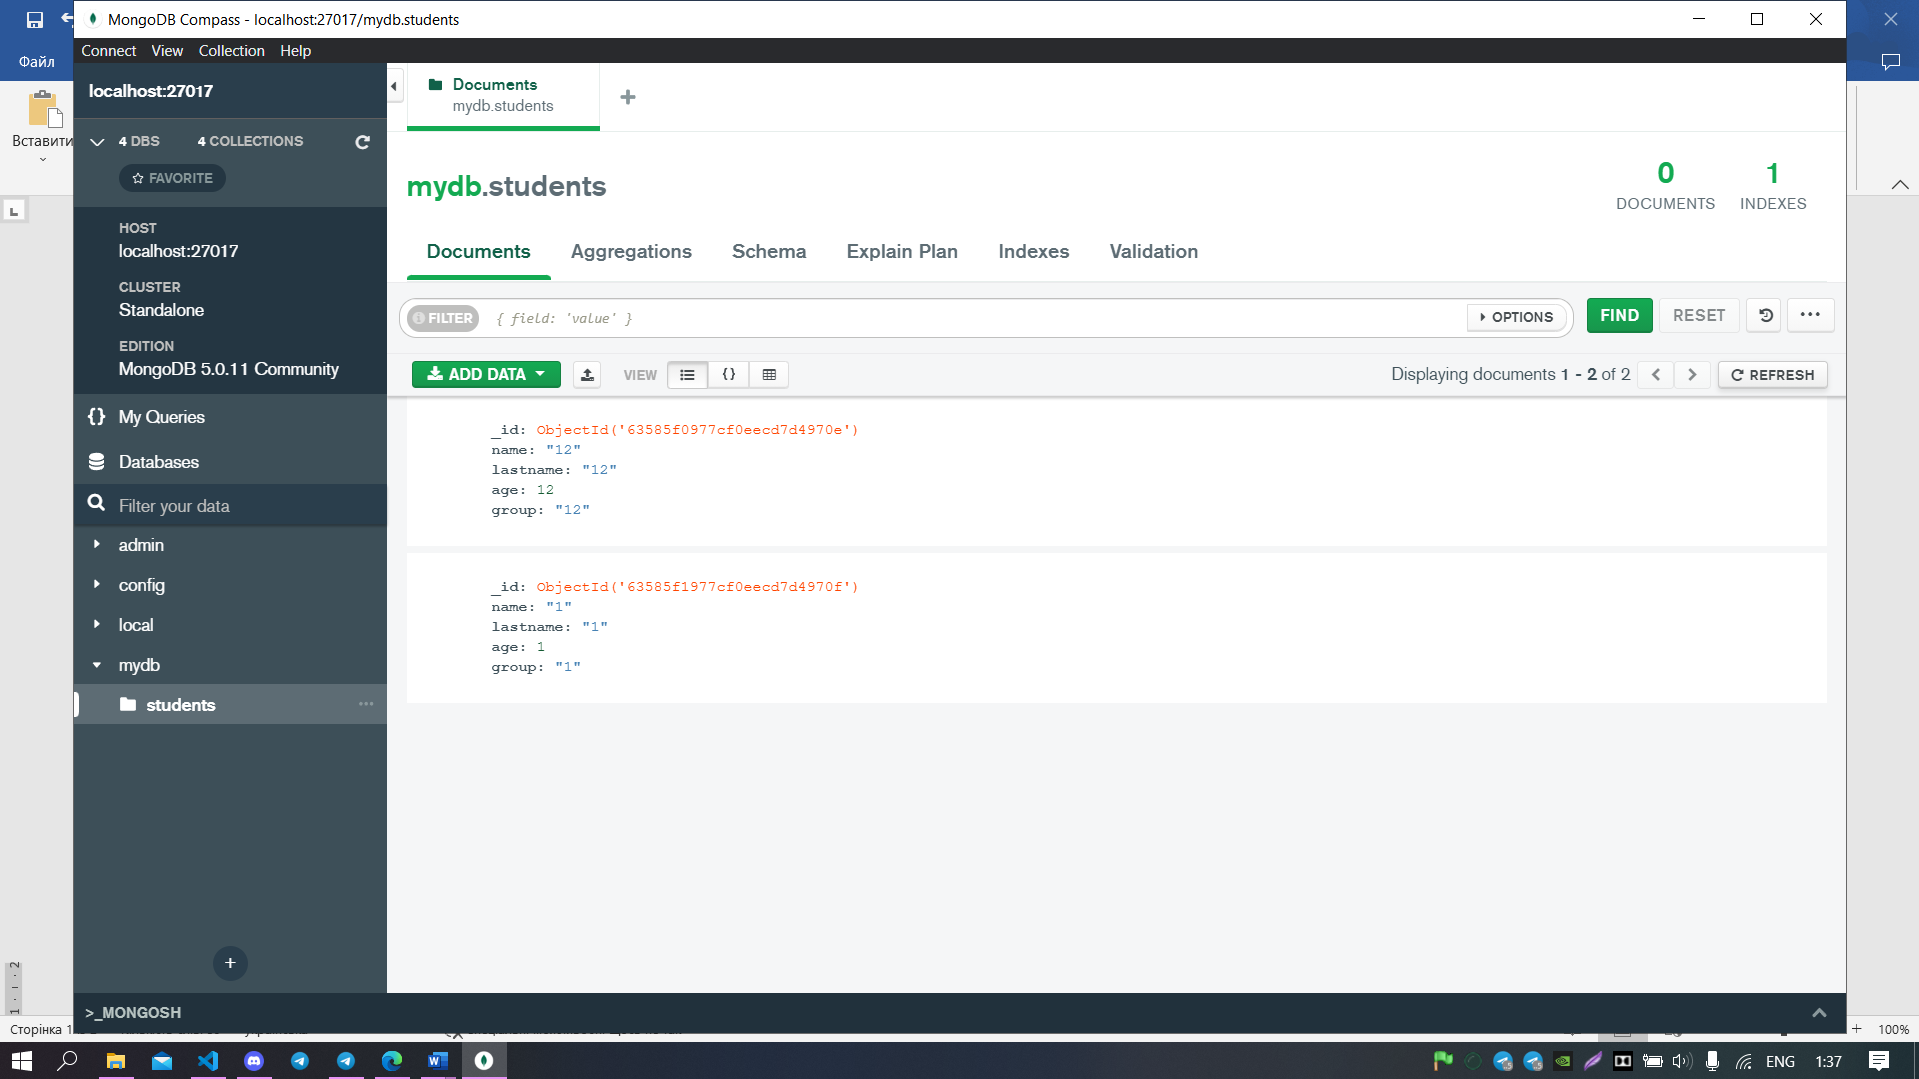 MongoDB Compass - localhost:27017/mydb.students
Файл
Connect View Collection Help
localhost:27017
Documents
mydb.students
Вставити
4 DBS 4 COLLECTIONS
FAVORITE
mydb.students
0 DOCUMENTS
1 INDEXES
HOST
localhost:27017
CLUSTER
Standalone
EDITION
MongoDB 5.0.11 Community
Documents Aggregations Schema Explain Plan Indexes Validation
FILTER { field: 'value' } OPTIONS FIND RESET
ADD DATA VIEW {} Displaying documents 1 - 2 of 2 REFRESH
{} My Queries
Databases
Filter your data
admin
config
local
mydb
students
_id: ObjectId('63585f0977cf0eecd7d4970e')
name: "12"
lastname: "12"
age: 12
group: "12"
_id: ObjectId('63585f1977cf0eecd7d4970f')
name: "1"
lastname: "1"
age: 1
group: "1"
>_MONGOSH
Сторінка 1
100%
ENG 1:37